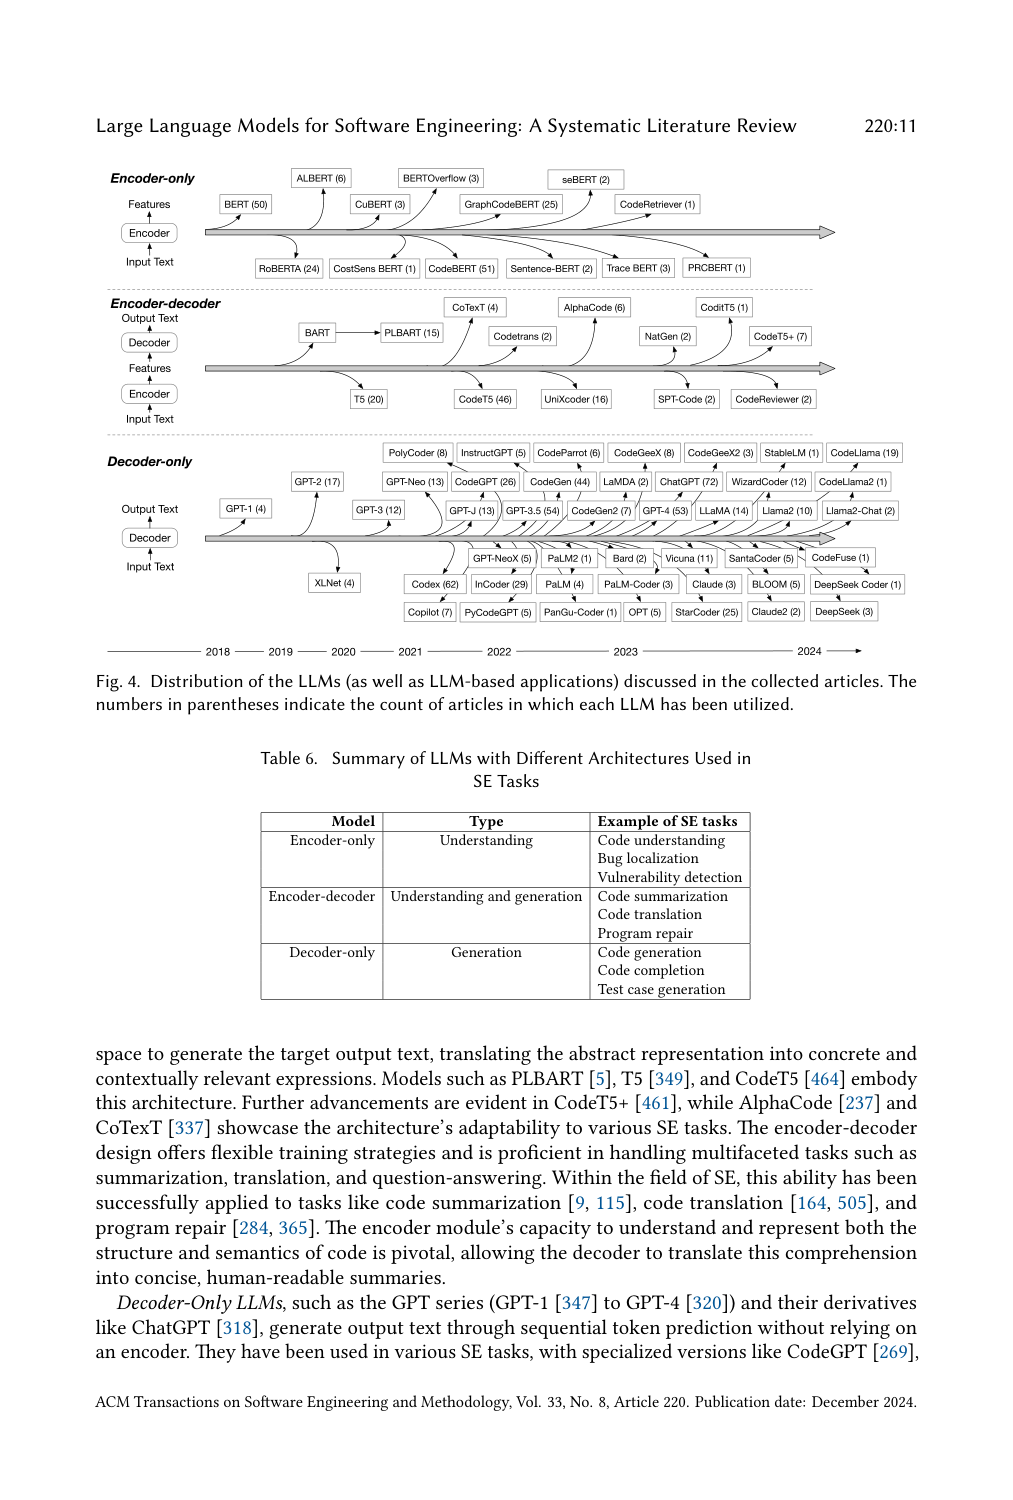 Large Language Models for Software Engineering: A Systematic Literature Review 220:11
Encoder-only
Features
Encoder
Input Text
ALBERT (6)
BERTOverflow (3)
seBERT (2)
BERT (50)
CuBERT (3)
GraphCodeBERT (25)
CodeRetriever (1)
RoBERTA (24)
CostSens BERT (1)
CodeBERT (51)
Sentence-BERT (2)
Trace BERT (3)
PRCBERT (1)
Encoder-decoder
Output Text
Decoder
Features
Encoder
Input Text
CoTexT (4)
AlphaCode (6)
CoditT5 (1)
BART
PLBART (15)
Codetrans (2)
NatGen (2)
CodeT5+ (7)
T5 (20)
CodeT5 (46)
UniXcoder (16)
SPT-Code (2)
CodeReviewer (2)
Decoder-only
Output Text
Decoder
Input Text
PolyCoder (8)
InstructGPT (5)
CodeParrot (6)
CodeGeeX (8)
CodeGeeX2 (3)
StableLM (1)
CodeLlama (19)
GPT-2 (17)
GPT-Neo (13)
CodeGPT (26)
CodeGen (44)
LaMDA (2)
ChatGPT (72)
WizardCoder (12)
CodeLlama2 (1)
GPT-1 (4)
GPT-3 (12)
GPT-J (13)
GPT-3.5 (54)
CodeGen2 (7)
GPT-4 (53)
LLaMA (14)
Llama2 (10)
Llama2-Chat (2)
GPT-NeoX (5)
PaLM2 (1)
Bard (2)
Vicuna (11)
SantaCoder (5)
CodeFuse (1)
XLNet (4)
Codex (62)
InCoder (29)
PaLM (4)
PaLM-Coder (3)
Claude (3)
BLOOM (5)
DeepSeek Coder (1)
Copilot (7)
PyCodeGPT (5)
PanGu-Coder (1)
OPT (5)
StarCoder (25)
Claude2 (2)
DeepSeek (3)
2018 2019 2020 2021 2022 2023 2024
Fig. 4. Distribution of the LLMs (as well as LLM-based applications) discussed in the collected articles. The
numbers in parentheses indicate the count of articles in which each LLM has been utilized.
Table 6. Summary of LLMs with Different Architectures Used in
SE Tasks
Model Type Example of SE tasks
Encoder-only Understanding Code understanding
Bug localization
Vulnerability detection
Encoder-decoder Understanding and generation Code summarization
Code translation
Program repair
Decoder-only Generation Code generation
Code completion
Test case generation
space to generate the target output text, translating the abstract representation into concrete and
contextually relevant expressions. Models such as PLBART [5], T5 [349], and CodeT5 [464] embody
this architecture. Further advancements are evident in CodeT5+ [461], while AlphaCode [237] and
CoTexT [337] showcase the architecture's adaptability to various SE tasks. The encoder-decoder
design offers flexible training strategies and is proficient in handling multifaceted tasks such as
summarization, translation, and question-answering. Within the field of SE, this ability has been
successfully applied to tasks like code summarization [9, 115], code translation [164, 505], and
program repair [284, 365]. The encoder module's capacity to understand and represent both the
structure and semantics of code is pivotal, allowing the decoder to translate this comprehension
into concise, human-readable summaries.
Decoder-Only LLMs, such as the GPT series (GPT-1 [347] to GPT-4 [320]) and their derivatives
like ChatGPT [318], generate output text through sequential token prediction without relying on
an encoder. They have been used in various SE tasks, with specialized versions like CodeGPT [269],
ACM Transactions on Software Engineering and Methodology, Vol. 33, No. 8, Article 220. Publication date: December 2024.